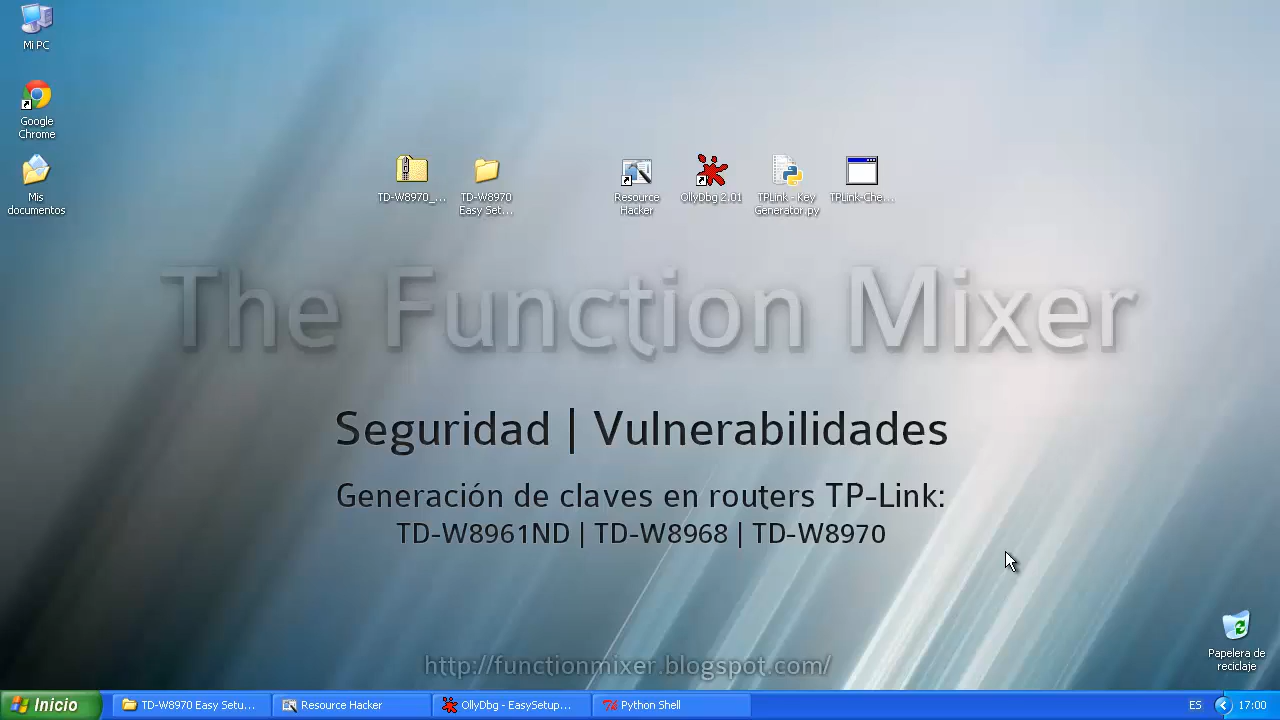 Mi PC
Google
Chrome
Mis
documentos
TD-W8970_...
TD-W8970
Easy Set...
Resource
Hacker
OllyDbg 2.01
TPLink - Key
Generator.py
TPLink-Che...
The Function Mixer
Seguridad | Vulnerabilidades
Generación de claves en routers TP-Link:
TD-W8961ND | TD-W8968 | TD-W8970
http://functionmixer.blogspot.com/
Papelera de
reciclaje
Inicio
TD-W8970 Easy Setu...
Resource Hacker
OllyDbg - EasySetup...
Python Shell
ES
17:00